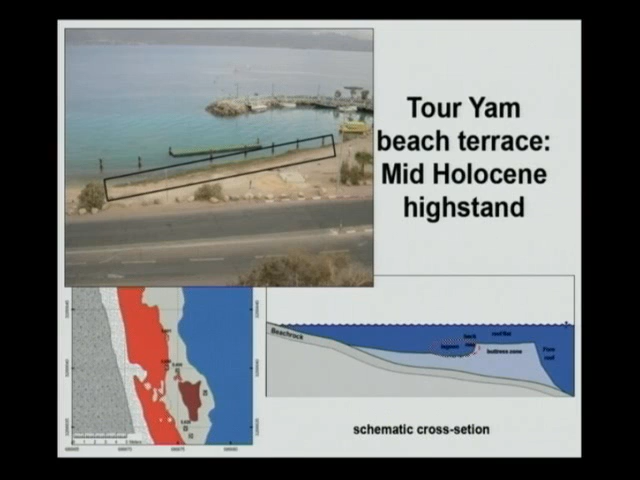 Tour Yam
beach terrace:
Mid Holocene
highstand
Beachrock
lagoon
back
reef
reef flat
buttress zone
Fore
reef
schematic cross-setion